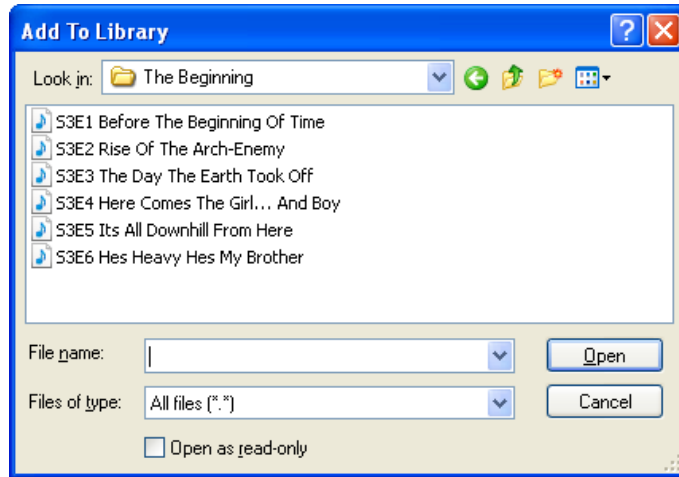 Add To Library
Look in: The Beginning
S3E1 Before The Beginning Of Time
S3E2 Rise Of The Arch-Enemy
S3E3 The Day The Earth Took Off
S3E4 Here Comes The Girl... And Boy
S3E5 Its All Downhill From Here
S3E6 Hes Heavy Hes My Brother
File name: Open
Files of type: All files (*.*) Cancel
Open as read-only